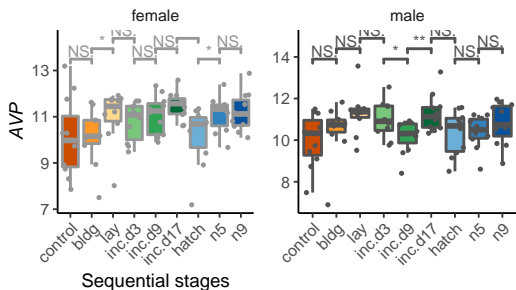 female
male
NS.
*
NS.
NS.
NS.
*
NS.
NS.
NS.
NS.
*
**
NS.
NS.
AVP
13
11
9
7
14
12
10
8
control
bldg
lay
inc.d3
inc.d9
inc.d17
hatch
n5
n9
control
bldg
lay
inc.d3
inc.d9
inc.d17
hatch
n5
n9
Sequential stages